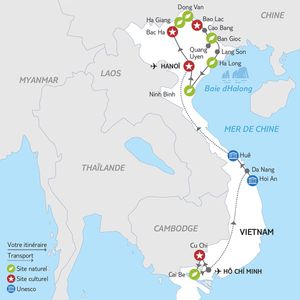 Dong Van
Ha Giang
Bao Lac
CHINE
Bac Ha
Cao Bang
Ban Gioc
Quang Uyen
Lang Son
HANOÏ
Ha Long
MYANMAR
LAOS
Ninh Binh
Baie d'Halong
MER DE CHINE
Huê
THAÏLANDE
Da Nang
Hoi An
CAMBODGE
VIETNAM
Cu Chi
Cai Be
HÔ CHÍ MINH
Votre itinéraire
Transport
Site naturel
Site culturel
Unesco